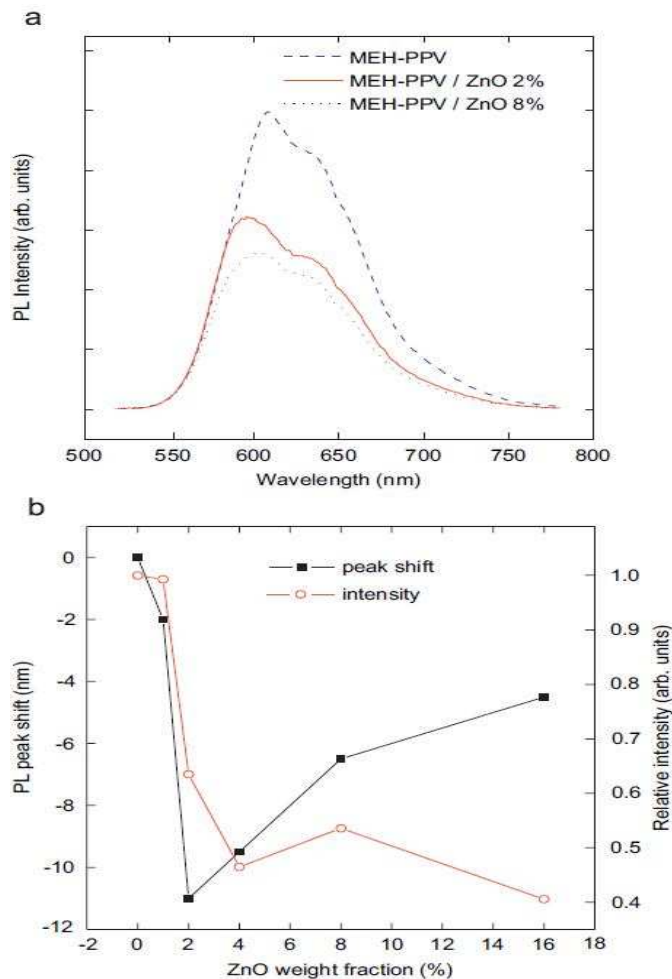 a
MEH-PPV
MEH-PPV / ZnO 2%
MEH-PPV / ZnO 8%
PL Intensity (arb. units)
500 550 600 650 700 750 800
Wavelength (nm)
b
peak shift
intensity
PL peak shift (nm)
0
-2
-4
-6
-8
-10
-12
Relative intensity (arb. units)
1.0
0.9
0.8
0.7
0.6
0.5
0.4
-2 0 2 4 6 8 10 12 14 16 18
ZnO weight fraction (%)